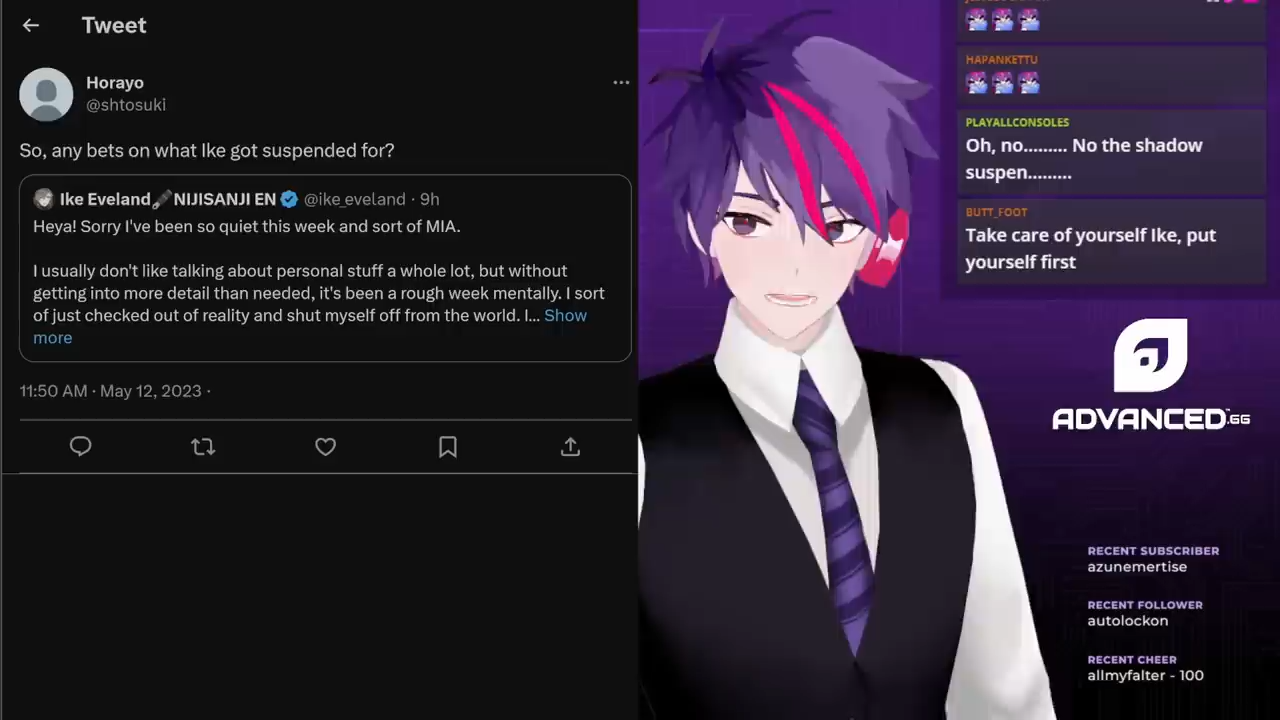 Tweet
Horayo
@shtosuki
So, any bets on what Ike got suspended for?
Ike Eveland🖋NIJISANJI EN @ike_eveland · 9h
Heya! Sorry I've been so quiet this week and sort of MIA.
I usually don't like talking about personal stuff a whole lot, but without
getting into more detail than needed, it's been a rough week mentally. I sort
of just checked out of reality and shut myself off from the world. I... Show
more
11:50 AM · May 12, 2023 ·
HAPANKETTU
PLAYALLCONSOLES
Oh, no......... No the shadow
suspen.........
BUTT_FOOT
Take care of yourself Ike, put
yourself first
ADVANCED.GG
RECENT SUBSCRIBER
azunemertise
RECENT FOLLOWER
autolockon
RECENT CHEER
allmyfalter - 100